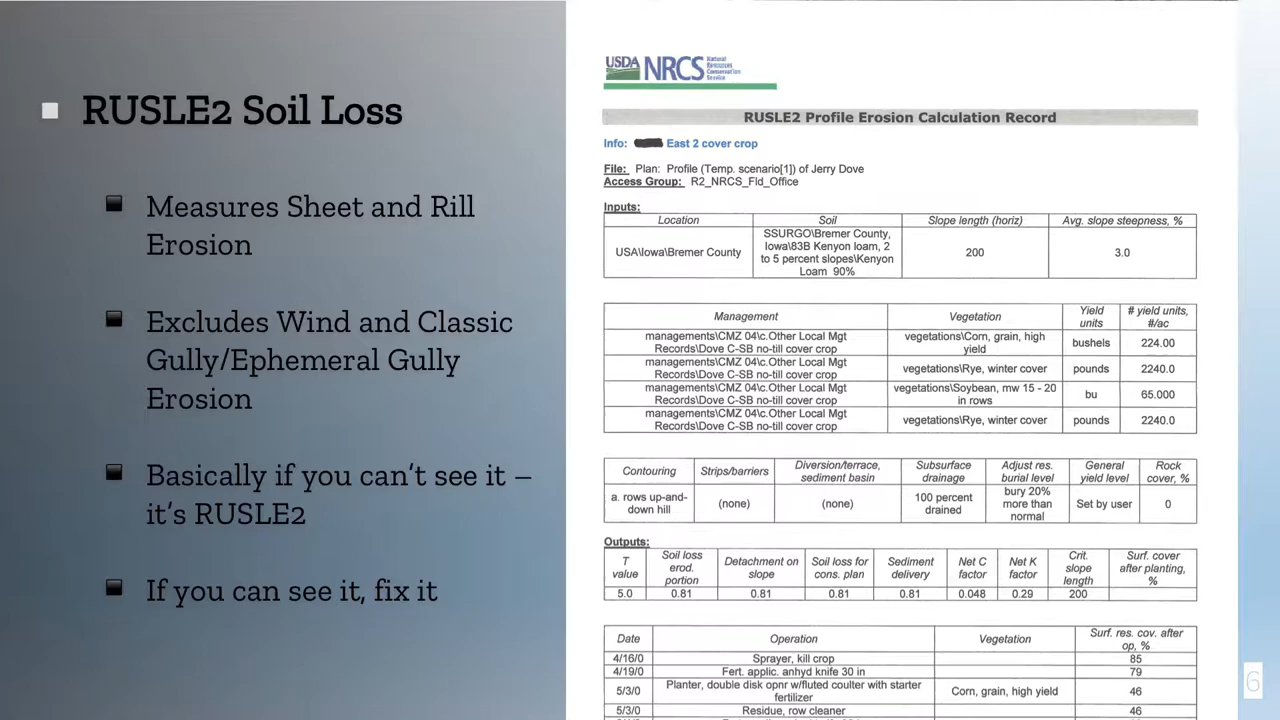 RUSLE2 Soil Loss
Measures Sheet and Rill
Erosion
Excludes Wind and Classic
Gully/Ephemeral Gully
Erosion
Basically if you can't see it –
it's RUSLE2
If you can see it, fix it
USDA NRCS Natural
Resources
Conservation
Service
RUSLE2 Profile Erosion Calculation Record
Info: East 2 cover crop
File: Plan: Profile (Temp. scenario[1]) of Jerry Dove
Access Group: R2_NRCS_Fld_Office
Inputs:
Location Soil Slope length (horiz) Avg. slope steepness, %
USA\Iowa\Bremer County SSURGO\Bremer County,
Iowa\83B Kenyon loam, 2
to 5 percent slopes\Kenyon
Loam 90% 200 3.0
Management Vegetation Yield
units # yield units,
#/ac
managements\CMZ 04\c.Other Local Mgt
Records\Dove C-SB no-till cover crop vegetations\Corn, grain, high
yield bushels 224.00
managements\CMZ 04\c.Other Local Mgt
Records\Dove C-SB no-till cover crop vegetations\Rye, winter cover pounds 2240.0
managements\CMZ 04\c.Other Local Mgt
Records\Dove C-SB no-till cover crop vegetations\Soybean, mw 15 - 20
in rows bu 65.000
managements\CMZ 04\c.Other Local Mgt
Records\Dove C-SB no-till cover crop vegetations\Rye, winter cover pounds 2240.0
Contouring Strips/barriers Diversion/terrace,
sediment basin Subsurface
drainage Adjust res.
burial level General
yield level Rock
cover, %
a. rows up-and-
down hill (none) (none) 100 percent
drained bury 20%
more than
normal Set by user 0
Outputs:
T
value Soil loss
erod.
portion Detachment on
slope Soil loss for
cons. plan Sediment
delivery Net C
factor Net K
factor Crit.
slope
length Surf. cover
after planting,
%
5.0 0.81 0.81 0.81 0.81 0.048 0.29 200
Date Operation Vegetation Surf. res. cov. after
op, %
4/16/0 Sprayer, kill crop 85
4/19/0 Fert. applic. anhyd knife 30 in 79
5/3/0 Planter, double disk opnr w/fluted coulter with starter
fertilizer Corn, grain, high yield 46
5/3/0 Residue, row cleaner 46
6